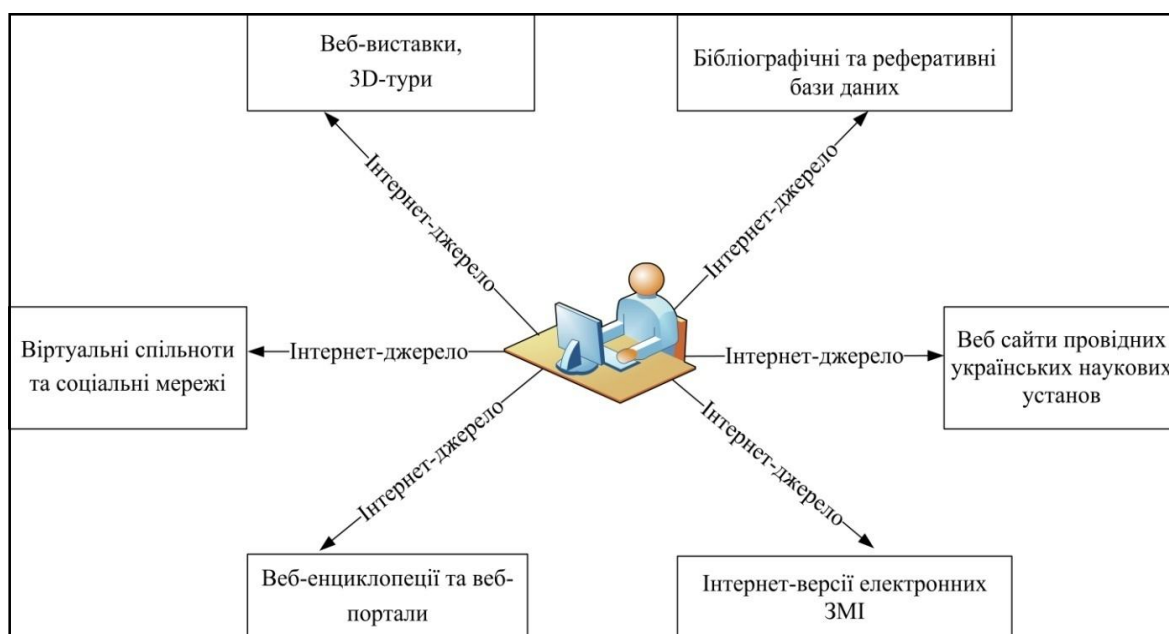 Веб-виставки,
3D-тури
Бібліографічні та реферативні
бази даних
Інтернет-джерело
Інтернет-джерело
Віртуальні спільноти
та соціальні мережі
Інтернет-джерело
Інтернет-джерело
Веб сайти провідних
українських наукових
установ
Інтернет-джерело
Інтернет-джерело
Веб-енциклопеції та веб-
портали
Інтернет-версії електронних
ЗМІ